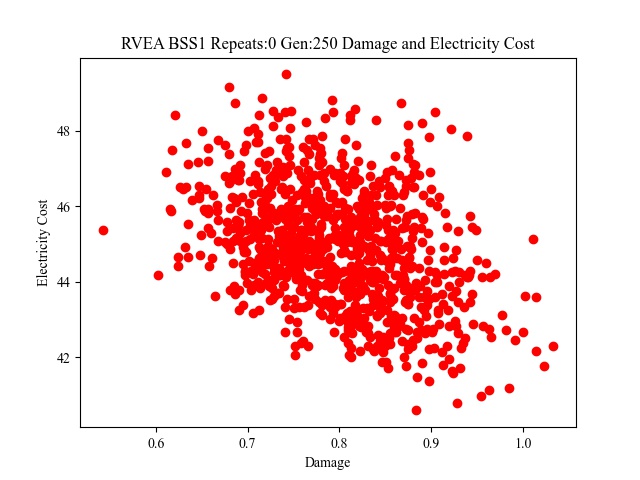 RVEA BSS1 Repeats:0 Gen:250 Damage and Electricity Cost
48
46
44
42
Electricity Cost
0.6 0.7 0.8 0.9 1.0
Damage